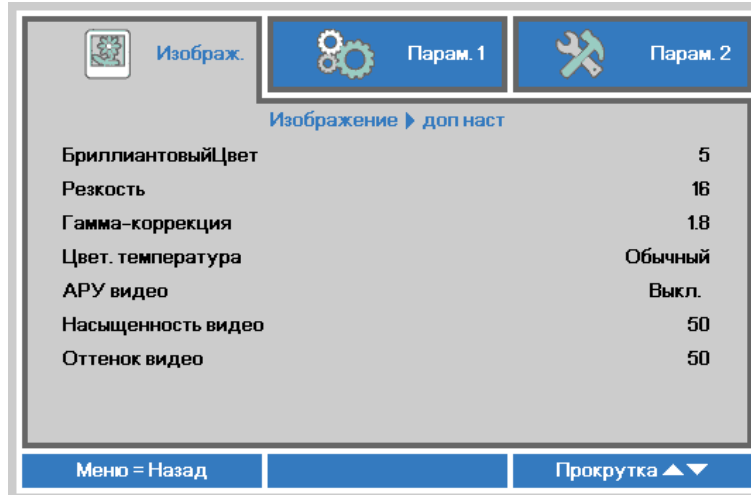 Изображ. Парам. 1 Парам. 2
Изображение доп наст
БриллиантовыйЦвет 5
Резкость 16
Гамма-коррекция 1.8
Цвет. температура Обычный
АРУ видео Выкл.
Насыщенность видео 50
Оттенок видео 50
Меню = Назад Прокрутка